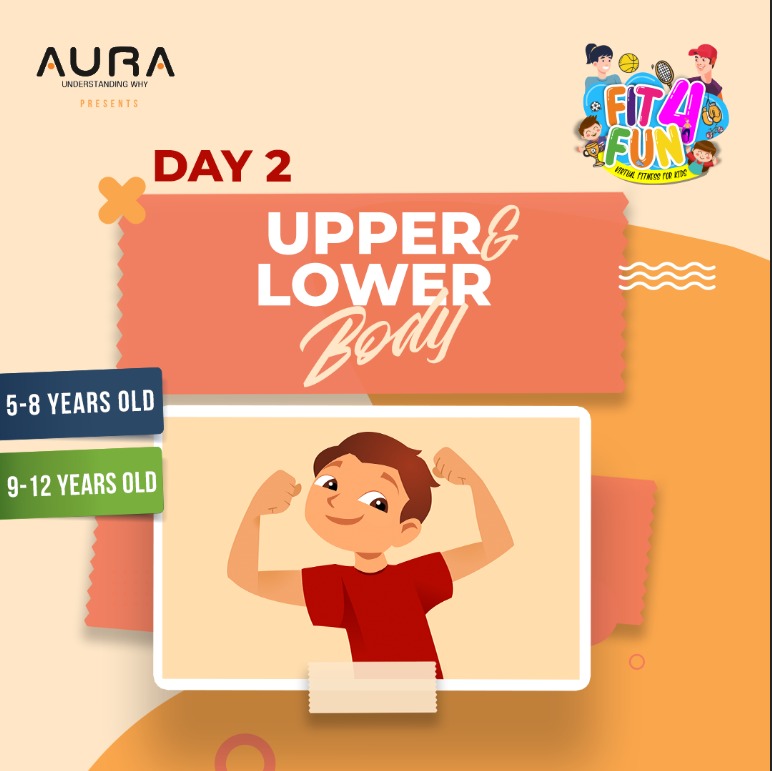 AURA
UNDERSTANDING WHY
PRESENTS
FIT 4
FUN
VIRTUAL FITNESS FOR KIDS
DAY 2
UPPER &
LOWER
Body
5-8 YEARS OLD
9-12 YEARS OLD